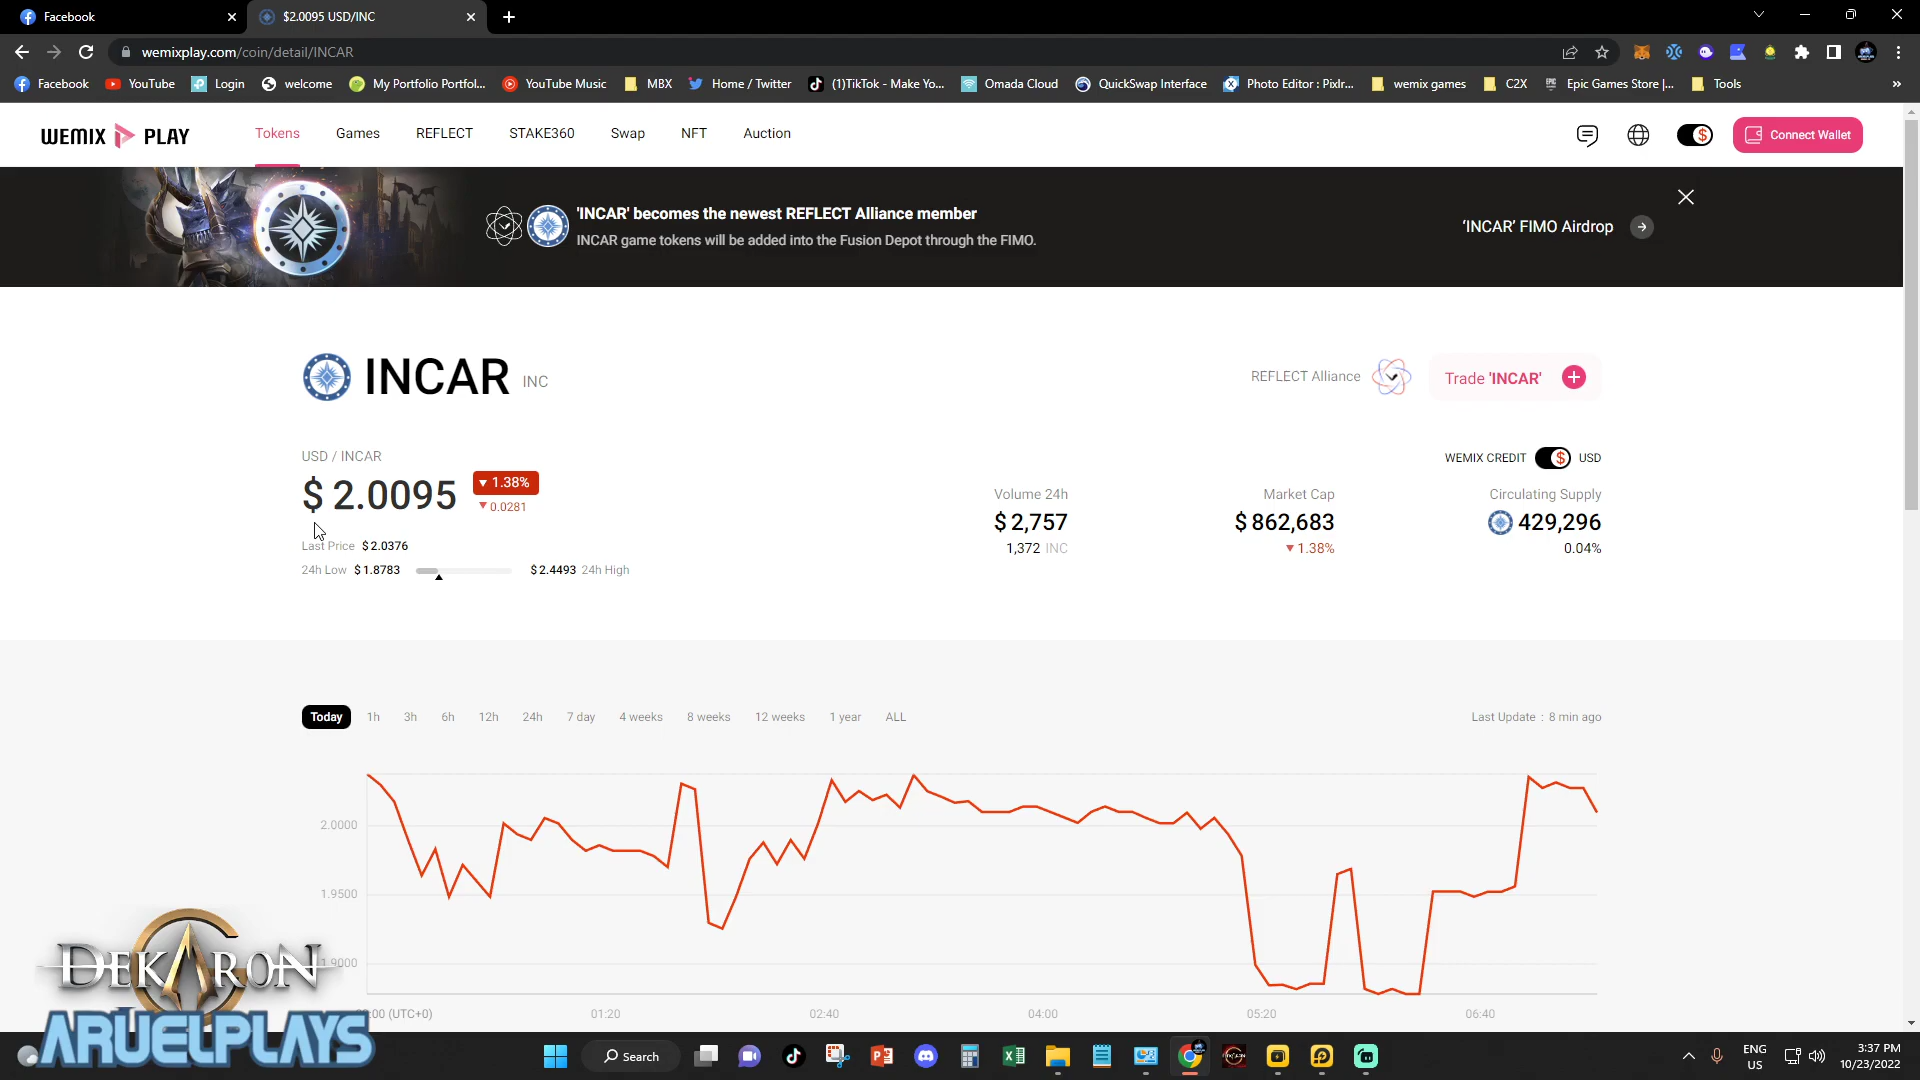 Facebook
$2.0095 USD/INC
wemixplay.com/coin/detail/INCAR
Facebook YouTube Login welcome My Portfolio Portfol... YouTube Music MBX Home / Twitter (1)TikTok - Make Yo... Omada Cloud QuickSwap Interface Photo Editor : Pixlr... wemix games C2X Epic Games Store |... Tools »
WEMIX PLAY Tokens Games REFLECT STAKE360 Swap NFT Auction $ Connect Wallet
'INCAR' becomes the newest REFLECT Alliance member
INCAR game tokens will be added into the Fusion Depot through the FIMO.
'INCAR' FIMO Airdrop
INCAR INC
REFLECT Alliance
Trade 'INCAR'
USD / INCAR
WEMIX CREDIT $ USD
$ 2.0095
▼ 1.38%
▼ 0.0281
Last Price $ 2.0376
24h Low $ 1.8783
$ 2.4493 24h High
Volume 24h
$ 2,757
1,372 INC
Market Cap
$ 862,683
▼ 1.38%
Circulating Supply
429,296
0.04%
Today 1h 3h 6h 12h 24h 7 day 4 weeks 8 weeks 12 weeks 1 year ALL
Last Update : 8 min ago
2.0000
1.9500
1.9000
:00 (UTC+0) 01:20 02:40 04:00 05:20 06:40
DEKARON
ARUELPLAYS
Search
ENG
US
3:37 PM
10/23/2022